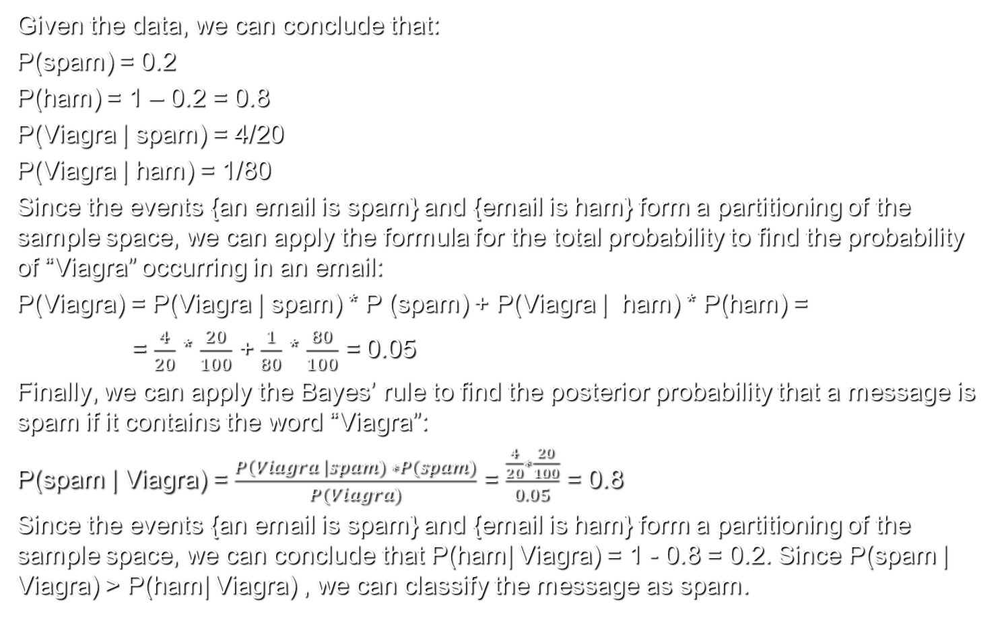 Given the data, we can conclude that:
P(spam) = 0.2
P(ham) = 1 – 0.2 = 0.8
P(Viagra | spam) = 4/20
P(Viagra | ham) = 1/80
Since the events {an email is spam} and {email is ham} form a partitioning of the
sample space, we can apply the formula for the total probability to find the probability
of “Viagra” occurring in an email:
P(Viagra) = P(Viagra | spam) * P (spam) + P(Viagra | ham) * P(ham) =
= 4/20 * 20/100 + 1/80 * 80/100 = 0.05
Finally, we can apply the Bayes’ rule to find the posterior probability that a message is
spam if it contains the word “Viagra”:
P(spam | Viagra) = P(Viagra |spam) *P(spam) / P(Viagra) = 4/20 * 20/100 / 0.05 = 0.8
Since the events {an email is spam} and {email is ham} form a partitioning of the
sample space, we can conclude that P(ham| Viagra) = 1 - 0.8 = 0.2. Since P(spam |
Viagra) > P(ham| Viagra) , we can classify the message as spam.